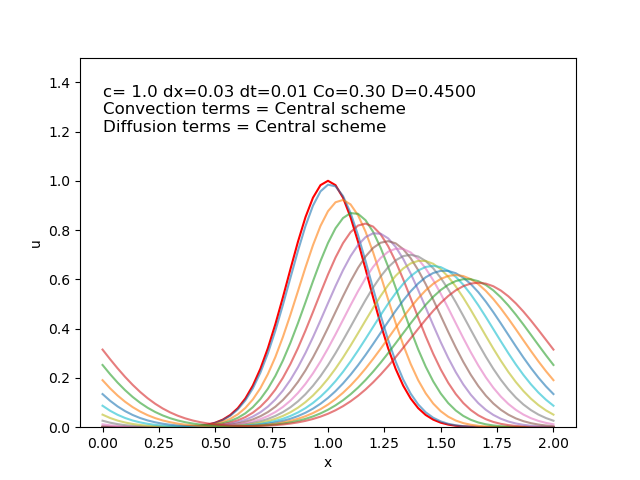 c= 1.0 dx=0.03 dt=0.01 Co=0.30 D=0.4500
Convection terms = Central scheme
Diffusion terms = Central scheme
1.4
1.2
1.0
0.8
0.6
0.4
0.2
0.0
u
0.00 0.25 0.50 0.75 1.00 1.25 1.50 1.75 2.00
x